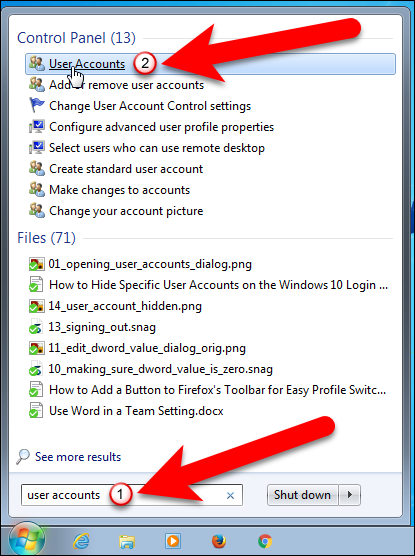 Control Panel (13)
User Accounts 2
Add or remove user accounts
Change User Account Control settings
Configure advanced user profile properties
Select users who can use remote desktop
Create standard user account
Make changes to accounts
Change your account picture
Files (71)
01_opening_user_accounts_dialog.png
How to Hide Specific User Accounts on the Windows 10 Login ...
14_user_account_hidden.png
13_signing_out.snag
11_edit_dword_value_dialog_orig.png
10_making_sure_dword_value_is_zero.snag
How to Add a Button to Firefox's Toolbar for Easy Profile Switc...
Use Word in a Team Setting.docx
See more results
user accounts 1 Shut down